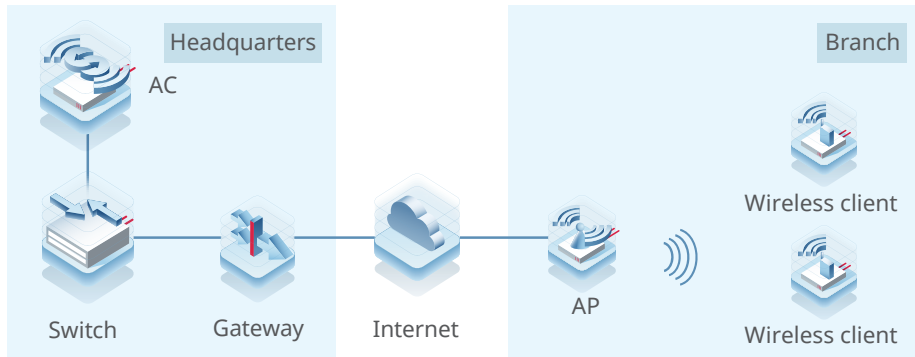 Headquarters
Branch
AC
Wireless client
AP
Switch
Gateway
Internet
Wireless client